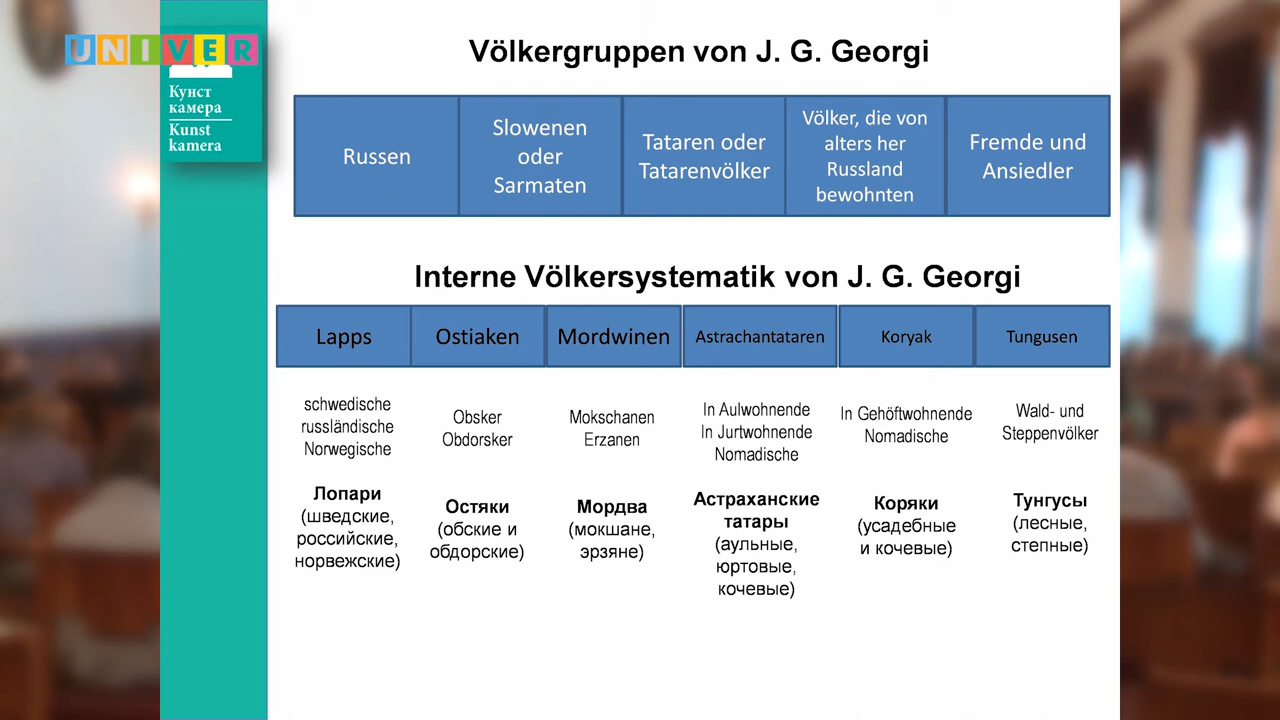 UNIVER
Кунст
камера
Kunst
kamera
Völkergruppen von J. G. Georgi
Russen
Slowenen
oder
Sarmaten
Tataren oder
Tatarenvölker
Völker, die von
alters her
Russland
bewohnten
Fremde und
Ansiedler
Interne Völkersystematik von J. G. Georgi
Lapps
Ostiaken
Mordwinen
Astrachantataren
Koryak
Tungusen
schwedische
russländische
Norwegische
Obsker
Obdorsker
Mokschanen
Erzanen
In Aulwohnende
In Jurtwohnende
Nomadische
In Gehöftwohnende
Nomadische
Wald- und
Steppenvölker
Лопари
(шведские,
российские,
норвежские)
Остяки
(обские и
обдорские)
Мордва
(мокшане,
эрзяне)
Астраханские
татары
(аульные,
юртовые,
кочевые)
Коряки
(усадебные
и кочевые)
Тунгусы
(лесные,
степные)